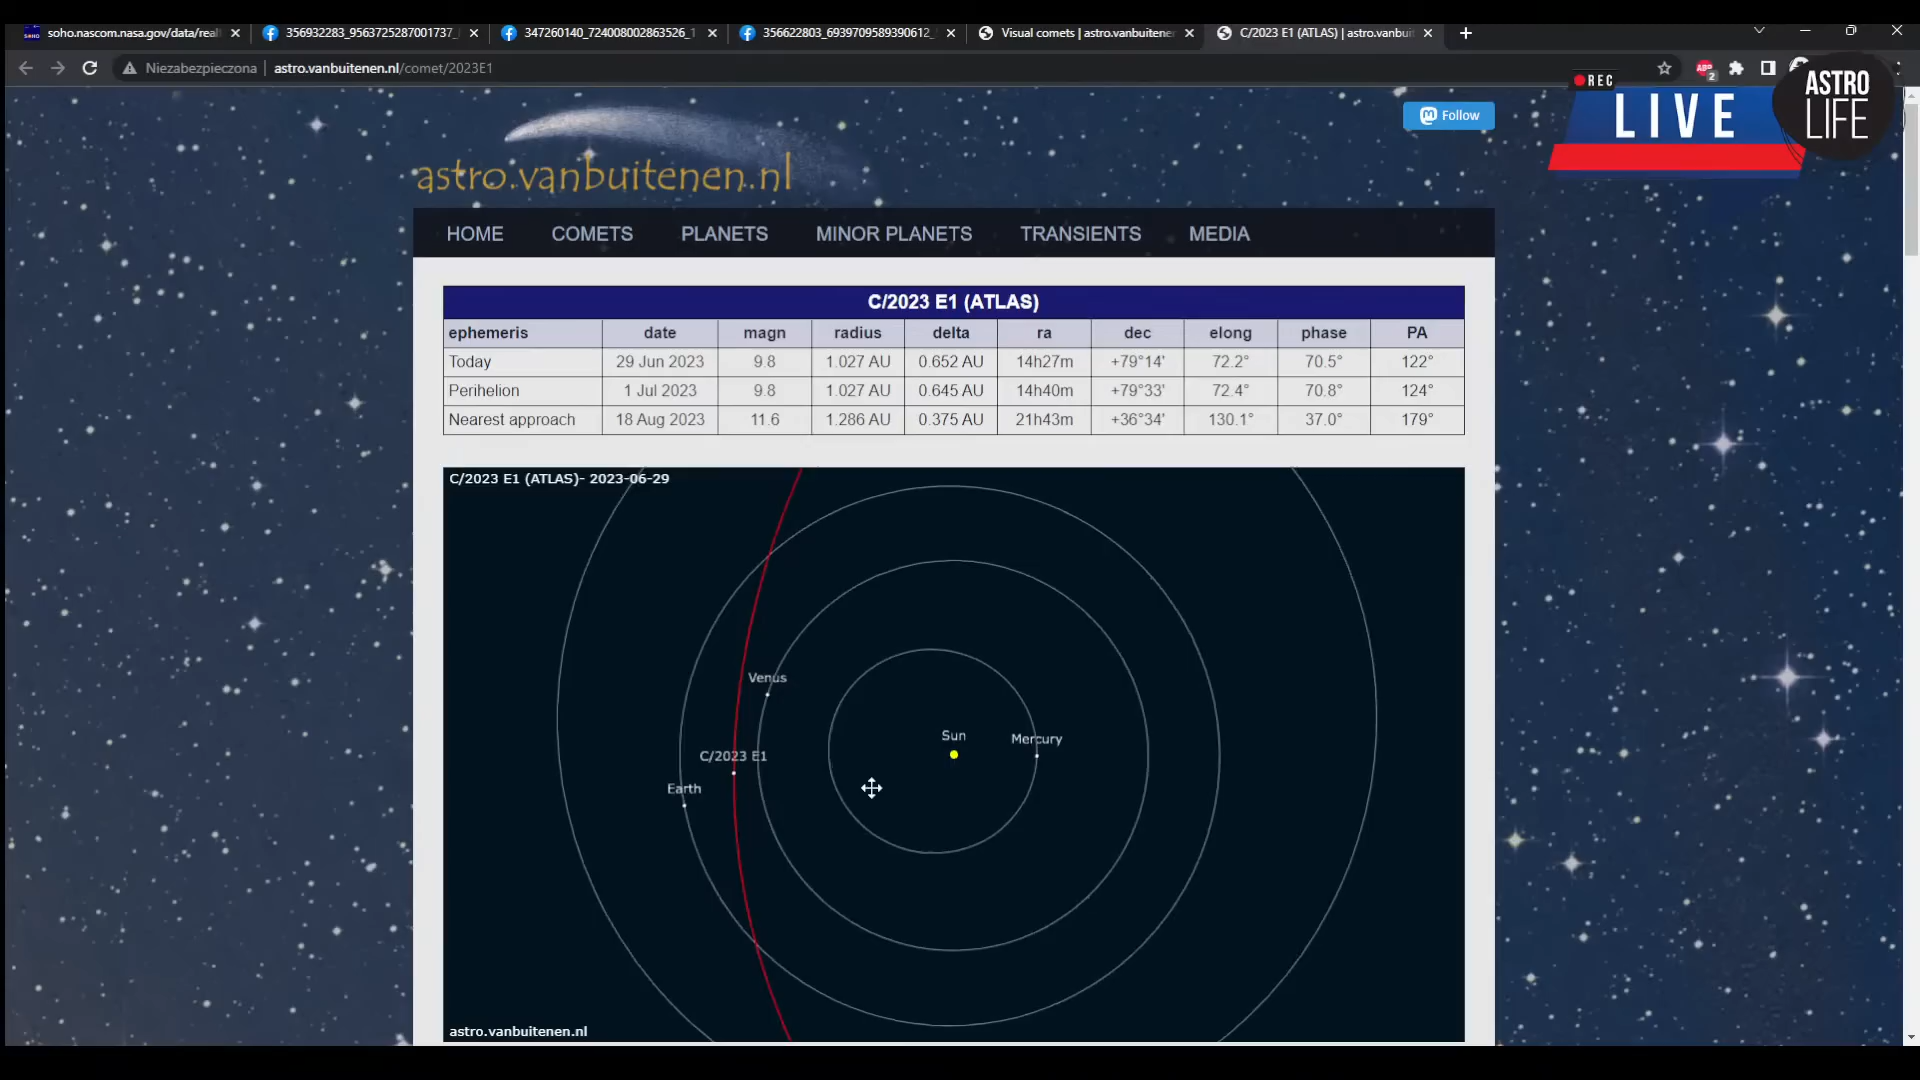 soho.nascom.nasa.gov/data/real
356932283_9563725287001737_
347260140_724008002863526_1
356622803_6939709589390612_
Visual comets | astro.vanbuitene
C/2023 E1 (ATLAS) | astro.vanbui
Niezabezpieczona astro.vanbuitenen.nl/comet/2023E1
ABP
2
REC
LIVE
ASTRO
LIFE
Follow
astro.vanbuitenen.nl
HOME COMETS PLANETS MINOR PLANETS TRANSIENTS MEDIA
C/2023 E1 (ATLAS)
ephemeris date magn radius delta ra dec elong phase PA
Today 29 Jun 2023 9.8 1.027 AU 0.652 AU 14h27m +79°14' 72.2° 70.5° 122°
Perihelion 1 Jul 2023 9.8 1.027 AU 0.645 AU 14h40m +79°33' 72.4° 70.8° 124°
Nearest approach 18 Aug 2023 11.6 1.286 AU 0.375 AU 21h43m +36°34' 130.1° 37.0° 179°
C/2023 E1 (ATLAS)- 2023-06-29
Venus
Sun
Mercury
C/2023 E1
Earth
astro.vanbuitenen.nl